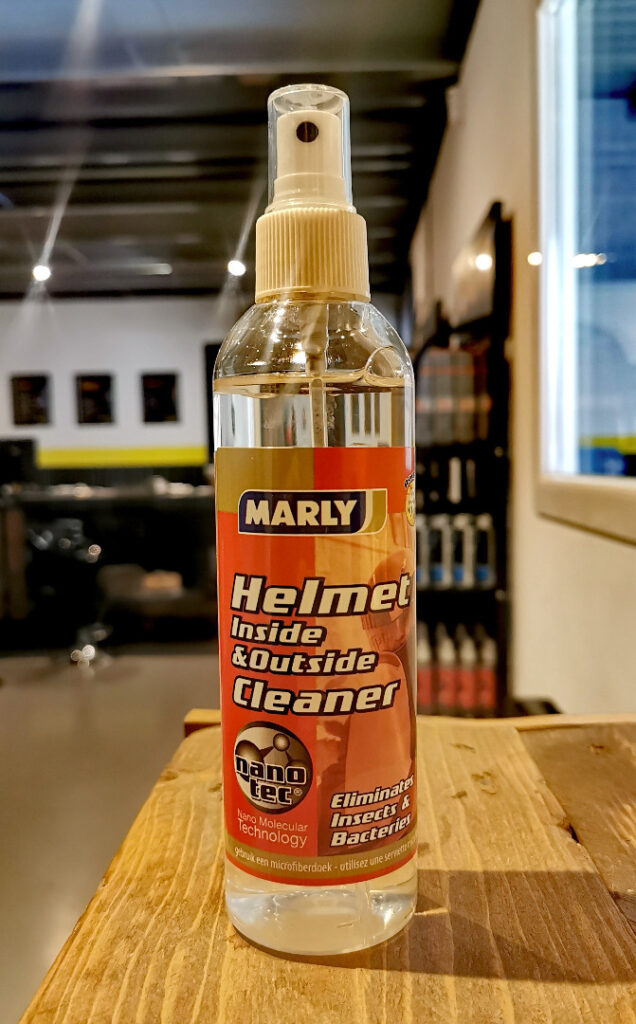 MARLY
Helmet
Inside
&Outside
Cleaner
nano
tec®
Nano Molecular
Technology
Eliminates
Insects &
Bacteries
gebruik een microfiberdoek - utilisez une serviette